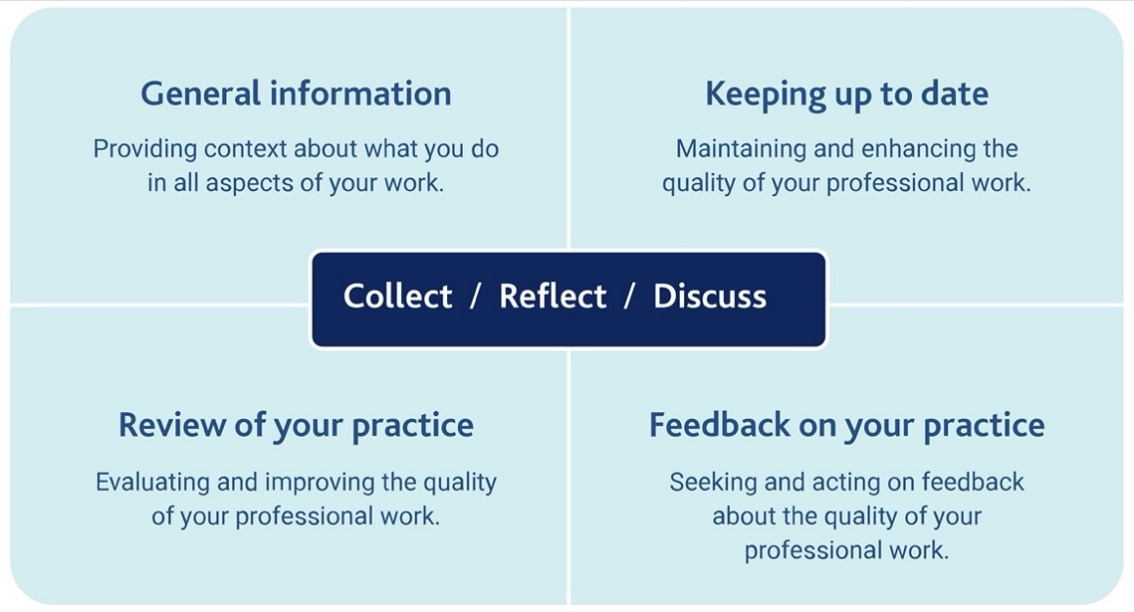 General information
Providing context about what you do
in all aspects of your work.
Keeping up to date
Maintaining and enhancing the
quality of your professional work.
Collect / Reflect / Discuss
Review of your practice
Evaluating and improving the quality
of your professional work.
Feedback on your practice
Seeking and acting on feedback
about the quality of your
professional work.